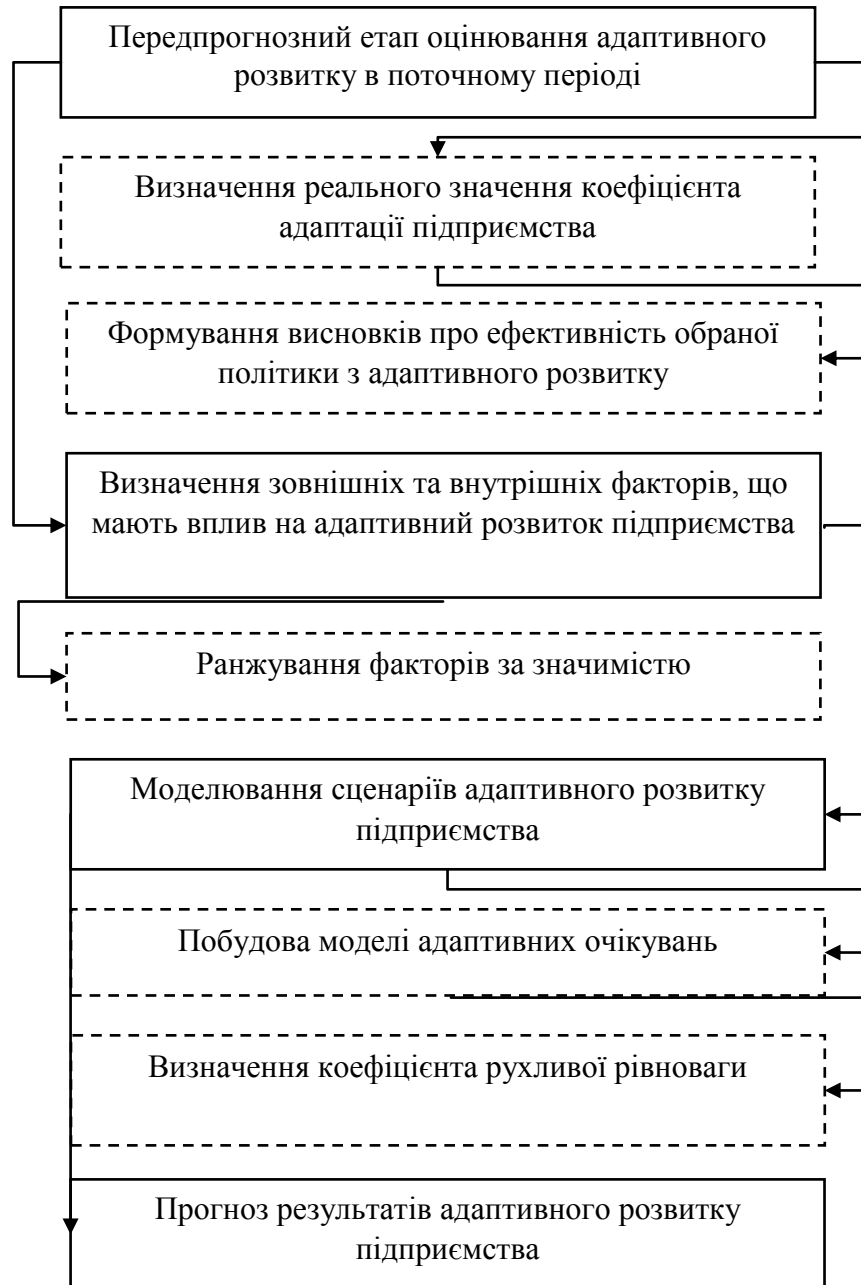 Передпрогнозний етап оцінювання адаптивного
розвитку в поточному періоді
Визначення реального значення коефіцієнта
адаптації підприємства
Формування висновків про ефективність обраної
політики з адаптивного розвитку
Визначення зовнішніх та внутрішніх факторів, що
мають вплив на адаптивний розвиток підприємства
Ранжування факторів за значимістю
Моделювання сценаріїв адаптивного розвитку
підприємства
Побудова моделі адаптивних очікувань
Визначення коефіцієнта рухливої рівноваги
Прогноз результатів адаптивного розвитку
підприємства